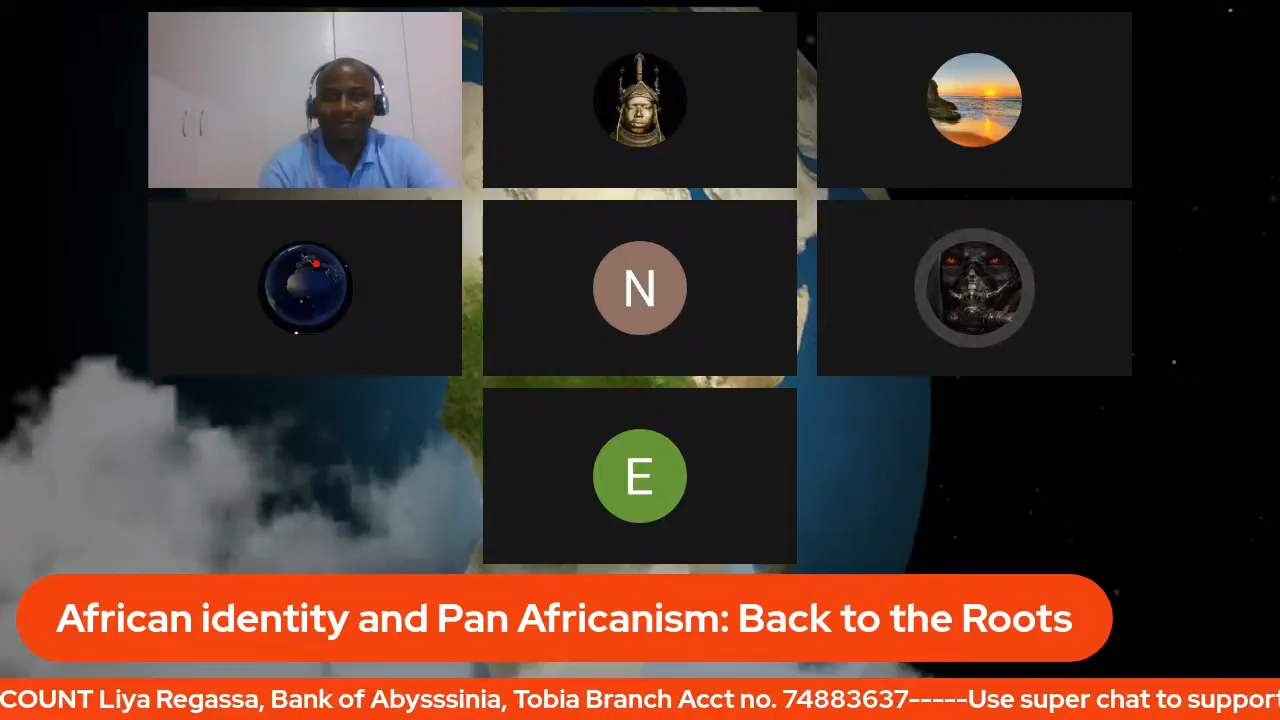 N
E
African identity and Pan Africanism: Back to the Roots
COUNT Liya Regassa, Bank of Abysssinia, Tobia Branch Acct no. 74883637-----Use super chat to support